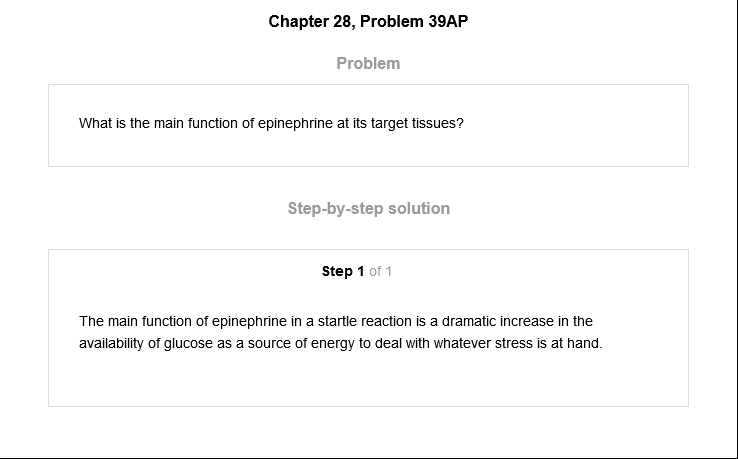 Chapter 28, Problem 39AP
Problem
What is the main function of epinephrine at its target tissues?
Step-by-step solution
Step 1 of 1
The main function of epinephrine in a startle reaction is a dramatic increase in the
availability of glucose as a source of energy to deal with whatever stress is at hand.